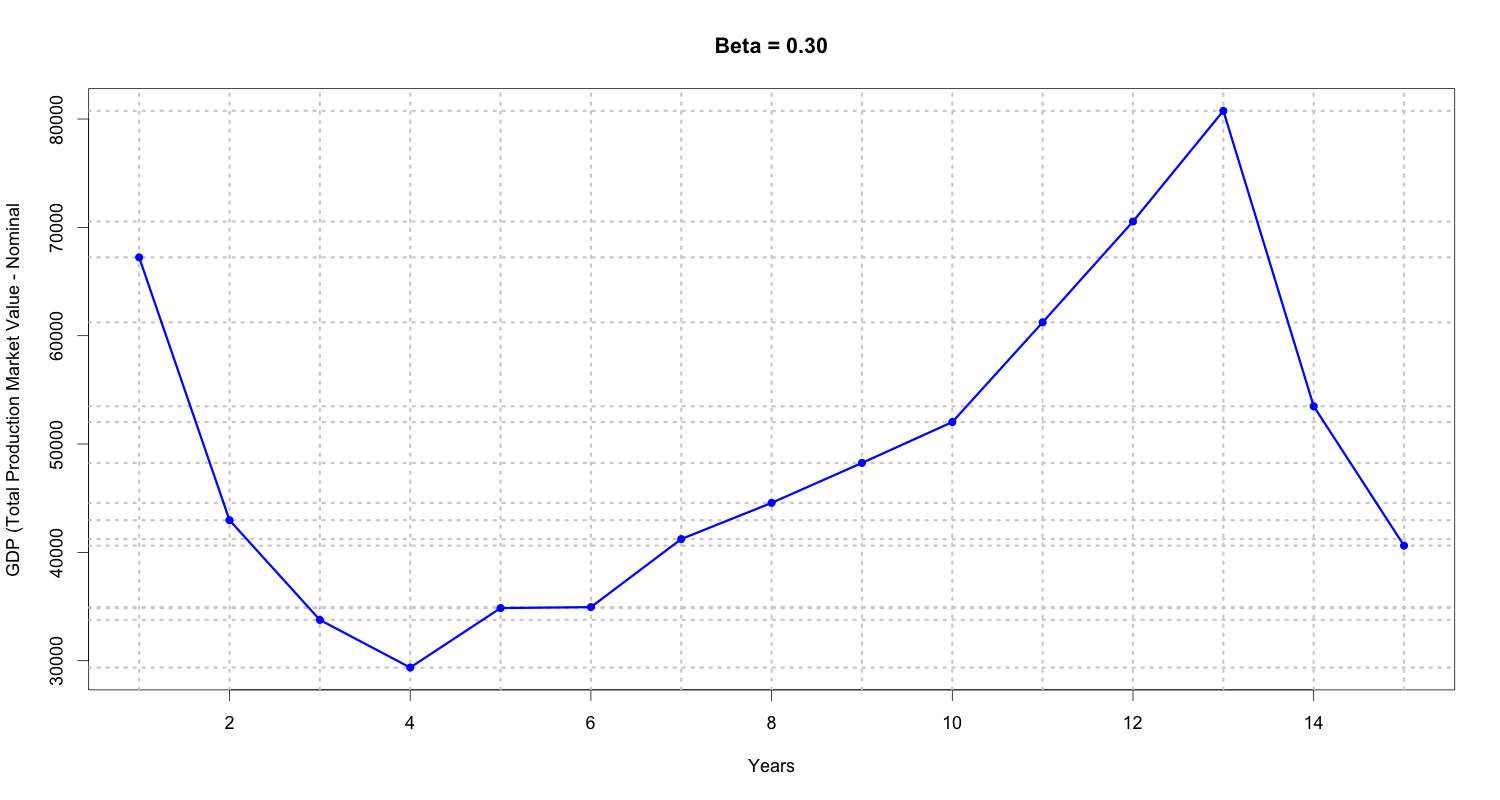 Beta = 0.30
GDP (Total Production Market Value - Nominal
80000
70000
60000
50000
40000
30000
2 4 6 8 10 12 14
Years